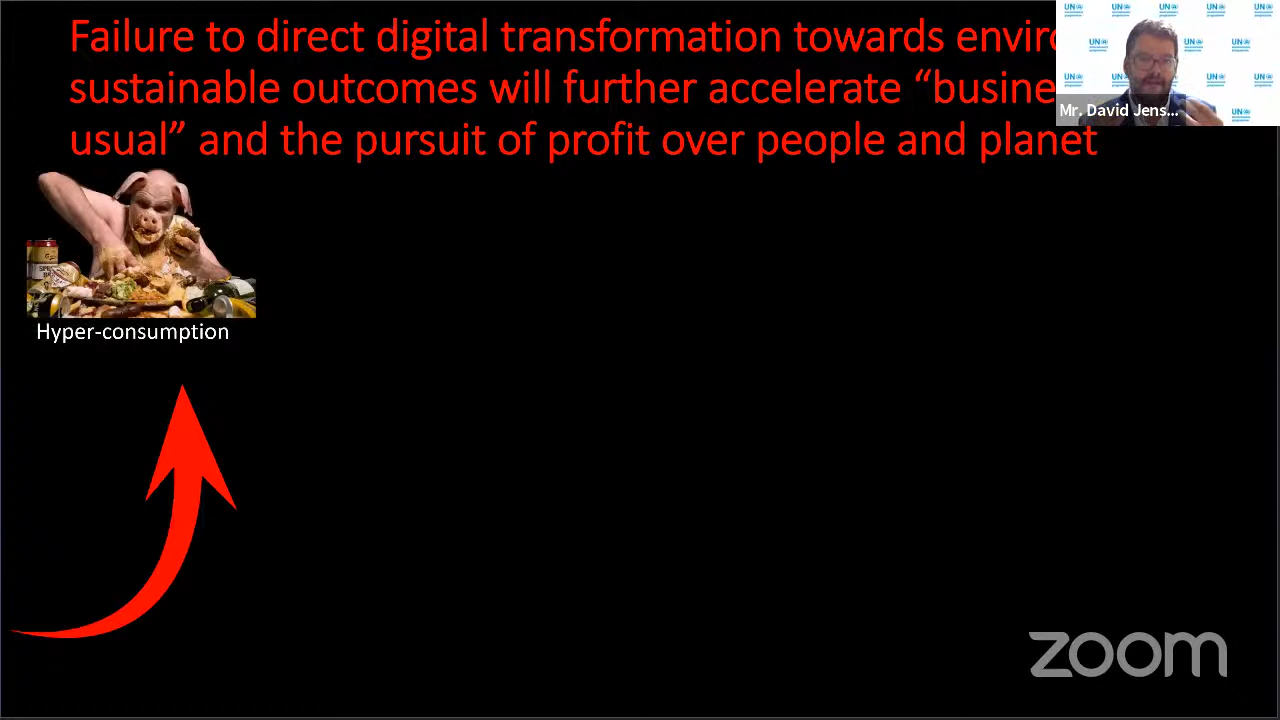 Failure to direct digital transformation towards enviro
sustainable outcomes will further accelerate “busine
usual” and the pursuit of profit over people and planet
Mr. David Jens...
Hyper-consumption
zoom